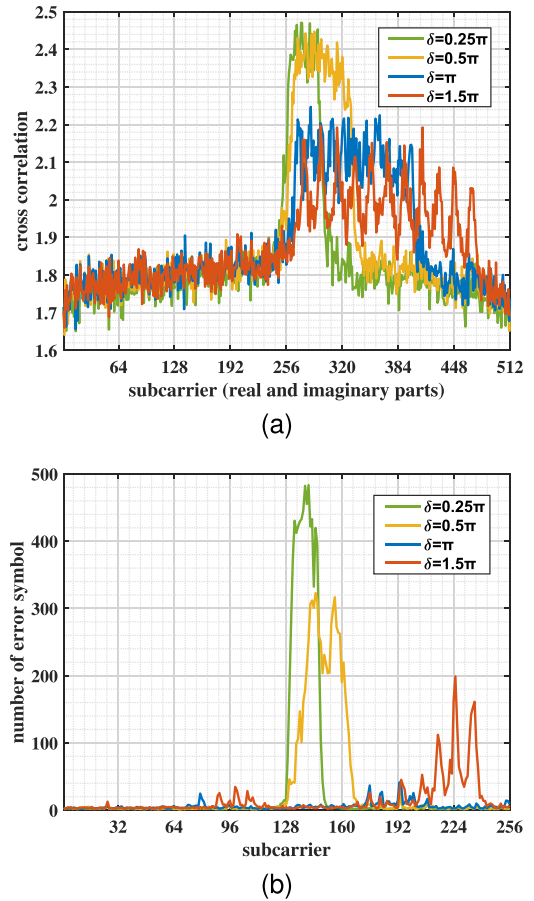 2.5
2.4
2.3
2.2
2.1
2
1.9
1.8
1.7
1.6
cross correlation
δ=0.25π
δ=0.5π
δ=π
δ=1.5π
64 128 192 256 320 384 448 512
subcarrier (real and imaginary parts)
(a)
500
400
300
200
100
0
number of error symbol
δ=0.25π
δ=0.5π
δ=π
δ=1.5π
32 64 96 128 160 192 224 256
subcarrier
(b)